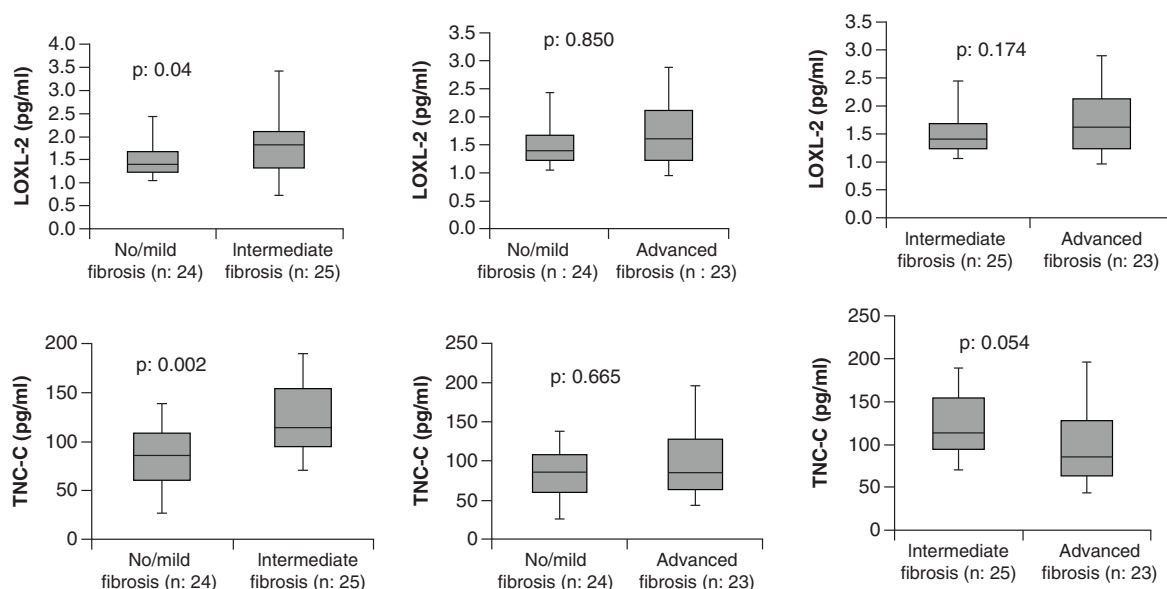 LOXL-2 (pg/ml)
4.0
3.5
3.0
2.5
2.0
1.5
1.0
0.5
0.0
p: 0.04
No/mild
fibrosis (n: 24)
Intermediate
fibrosis (n: 25)
LOXL-2 (pg/ml)
3.5
3.0
2.5
2.0
1.5
1.0
0.5
0.0
p: 0.850
No/mild
fibrosis (n : 24)
Advanced
fibrosis (n : 23)
LOXL-2 (pg/ml)
3.5
3.0
2.5
2.0
1.5
1.0
0.5
0.0
p: 0.174
Intermediate
fibrosis (n: 25)
Advanced
fibrosis (n: 23)
TNC-C (pg/ml)
200
150
100
50
0
p: 0.002
No/mild
fibrosis (n: 24)
Intermediate
fibrosis (n: 25)
TNC-C (pg/ml)
250
200
150
100
50
0
p: 0.665
No/mild
fibrosis (n: 24)
Advanced
fibrosis (n: 23)
TNC-C (pg/ml)
250
200
150
100
50
0
p: 0.054
Intermediate
fibrosis (n: 25)
Advanced
fibrosis (n: 23)